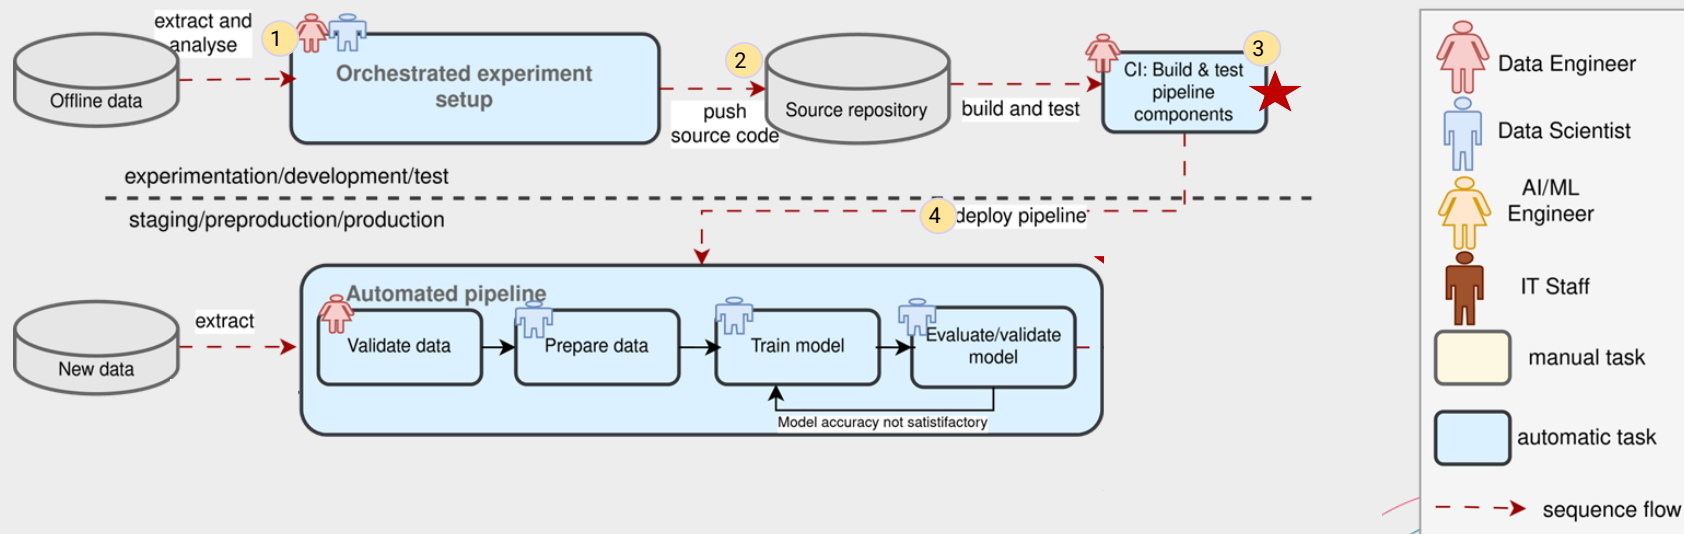 extract and
analyse
1
Offline data
Orchestrated experiment
setup
2
push
source code
Source repository
build and test
3
CI: Build & test
pipeline
components
experimentation/development/test
staging/preproduction/production
4
deploy pipeline
New data
extract
Automated pipeline
Validate data
Prepare data
Train model
Evaluate/validate
model
Model accuracy not satistifactory
Data Engineer
Data Scientist
AI/ML
Engineer
IT Staff
manual task
automatic task
sequence flow